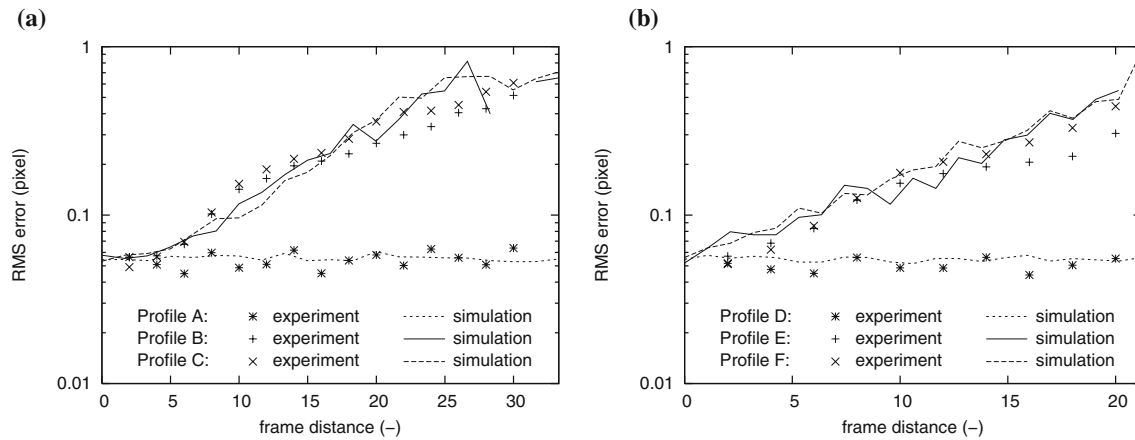 (a)
1
0.1
0.01
RMS error (pixel)
Profile A: experiment simulation
Profile B: experiment simulation
Profile C: experiment simulation
0 5 10 15 20 25 30
frame distance (–)
(b)
1
0.1
0.01
RMS error (pixel)
Profile D: experiment simulation
Profile E: experiment simulation
Profile F: experiment simulation
0 5 10 15 20
frame distance (–)